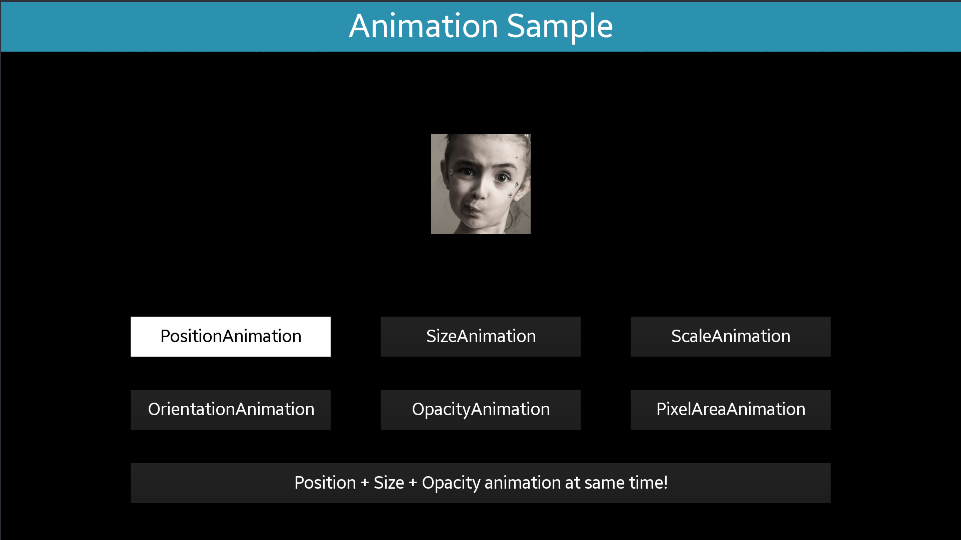 Animation Sample
PositionAnimation
SizeAnimation
ScaleAnimation
OrientationAnimation
OpacityAnimation
PixelAreaAnimation
Position + Size + Opacity animation at same time!